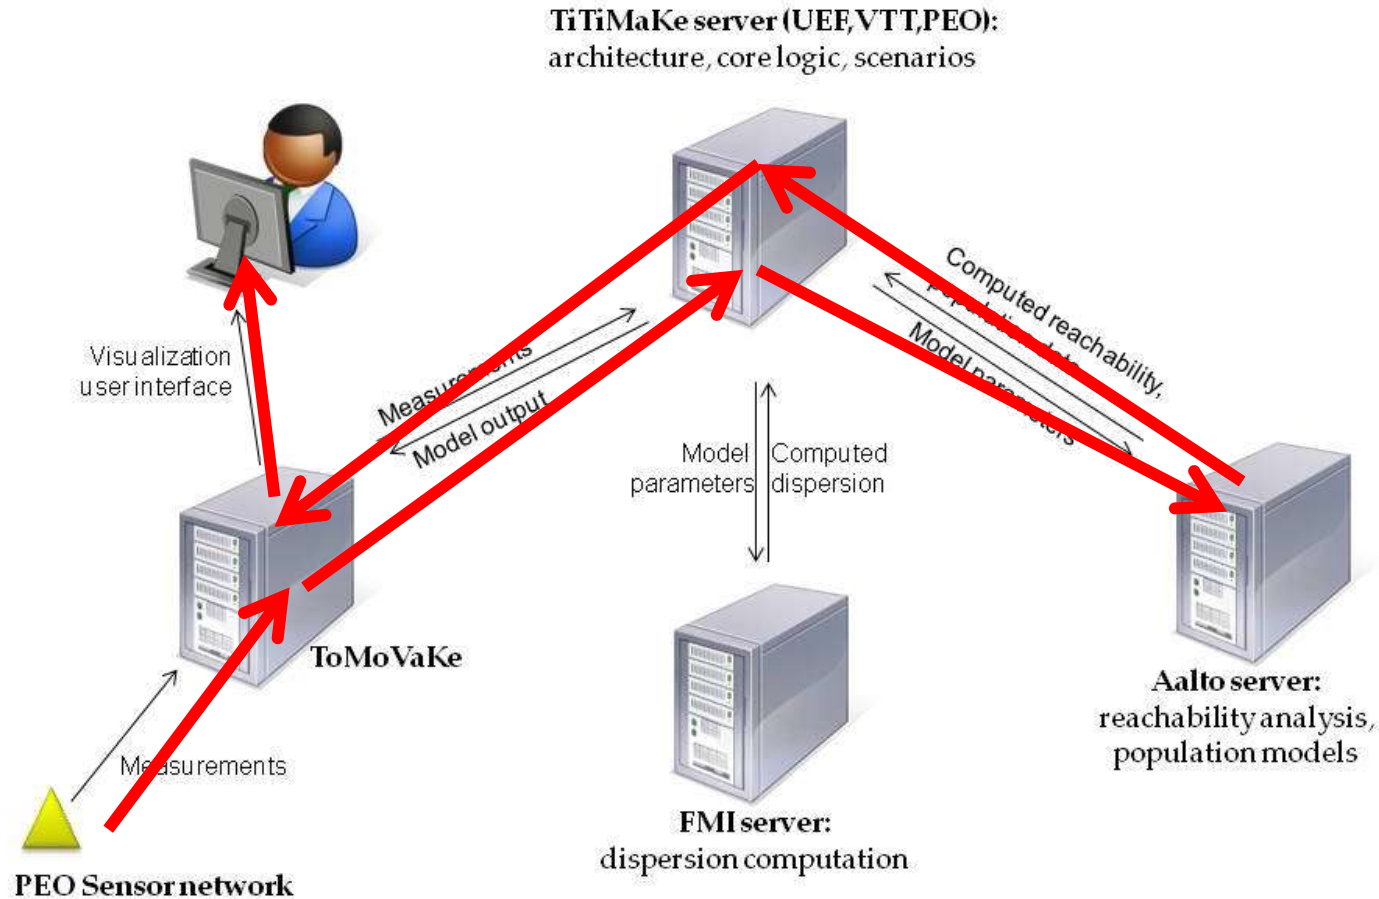 TiTiMaKe server (UEF,VTT,PEO):
architecture, core logic, scenarios
Visualization
user interface
Measurements
Model output
Computed reachability,
population data
Model parameters
Model
parameters
Computed
dispersion
ToMoVaKe
Measurements
PEO Sensor network
FMI server:
dispersion computation
Aalto server:
reachability analysis,
population models